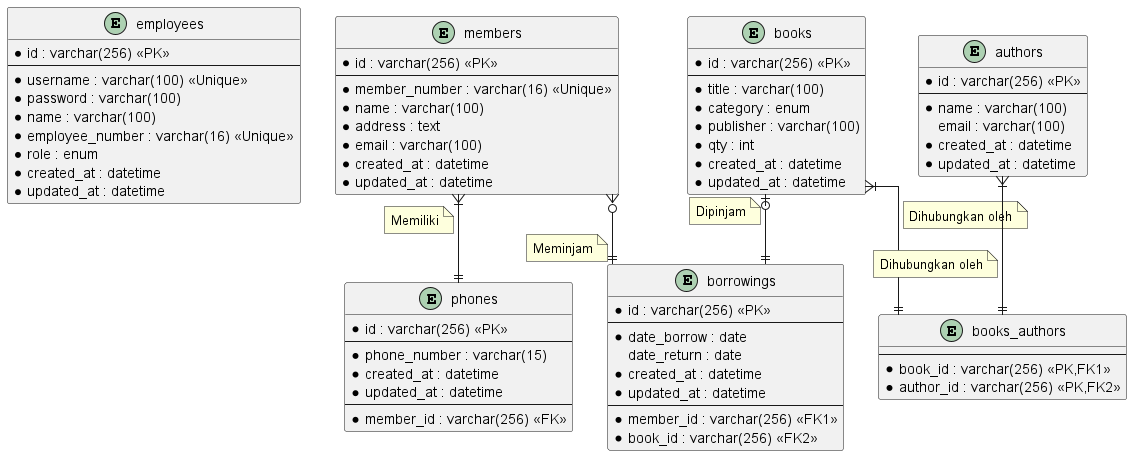 E employees
* id : varchar(256) «PK»
* username : varchar(100) «Unique»
* password : varchar(100)
* name : varchar(100)
* employee_number : varchar(16) «Unique»
* role : enum
* created_at : datetime
* updated_at : datetime
E members
* id : varchar(256) «PK»
* member_number : varchar(16) «Unique»
* name : varchar(100)
* address : text
* email : varchar(100)
* created_at : datetime
* updated_at : datetime
E books
* id : varchar(256) «PK»
* title : varchar(100)
* category : enum
* publisher : varchar(100)
* qty : int
* created_at : datetime
* updated_at : datetime
E authors
* id : varchar(256) «PK»
* name : varchar(100)
email : varchar(100)
* created_at : datetime
* updated_at : datetime
Memiliki
Meminjam
Dipinjam
Dihubungkan oleh
Dihubungkan oleh
E phones
* id : varchar(256) «PK»
* phone_number : varchar(15)
* created_at : datetime
* updated_at : datetime
* member_id : varchar(256) «FK»
E borrowings
* id : varchar(256) «PK»
* date_borrow : date
date_return : date
* created_at : datetime
* updated_at : datetime
* member_id : varchar(256) «FK1»
* book_id : varchar(256) «FK2»
E books_authors
* book_id : varchar(256) «PK,FK1»
* author_id : varchar(256) «PK,FK2»